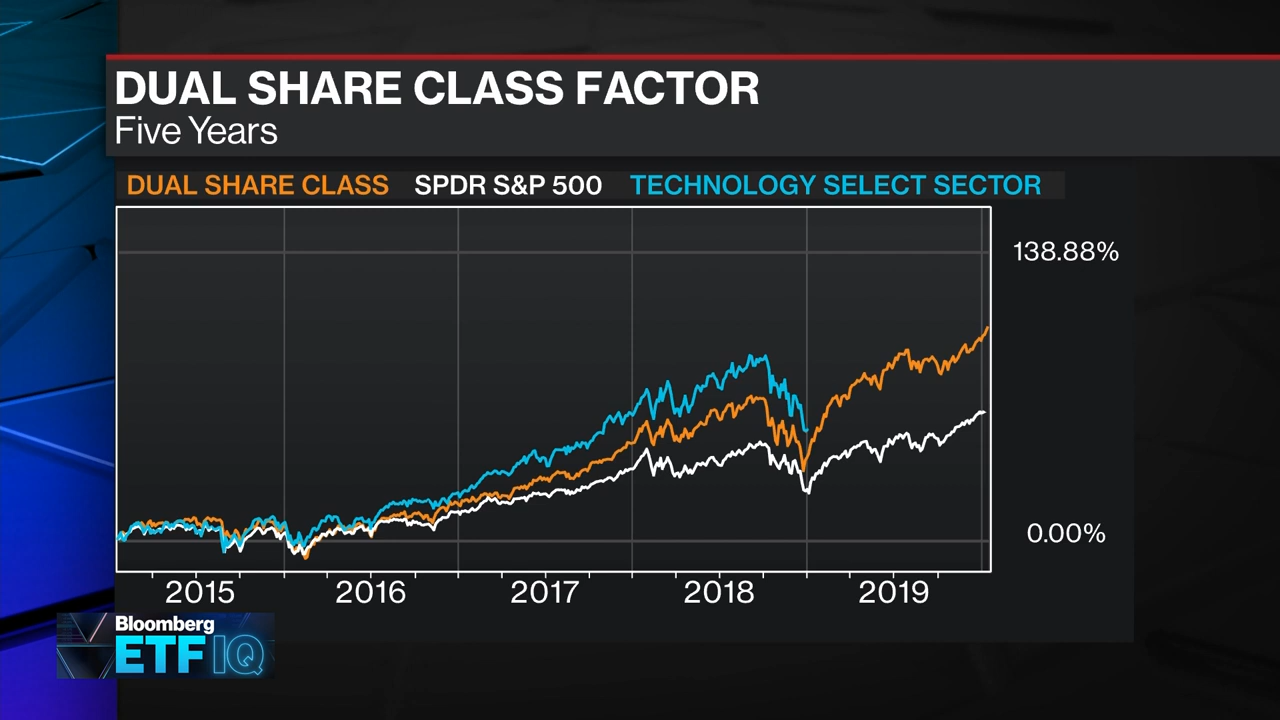 DUAL SHARE CLASS FACTOR
Five Years
DUAL SHARE CLASS SPDR S&P 500 TECHNOLOGY SELECT SECTOR
138.88%
0.00%
2015 2016 2017 2018 2019
Bloomberg
ETF IQ